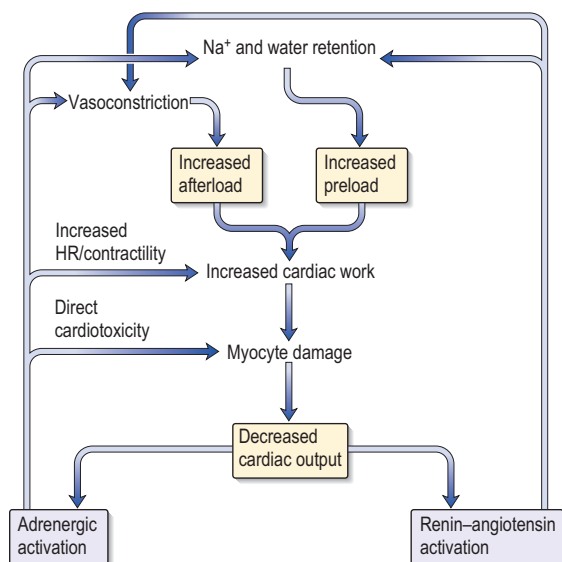 Na⁺ and water retention
Vasoconstriction
Increased
afterload
Increased
preload
Increased
HR/contractility
Increased cardiac work
Direct
cardiotoxicity
Myocyte damage
Decreased
cardiac output
Adrenergic
activation
Renin–angiotensin
activation